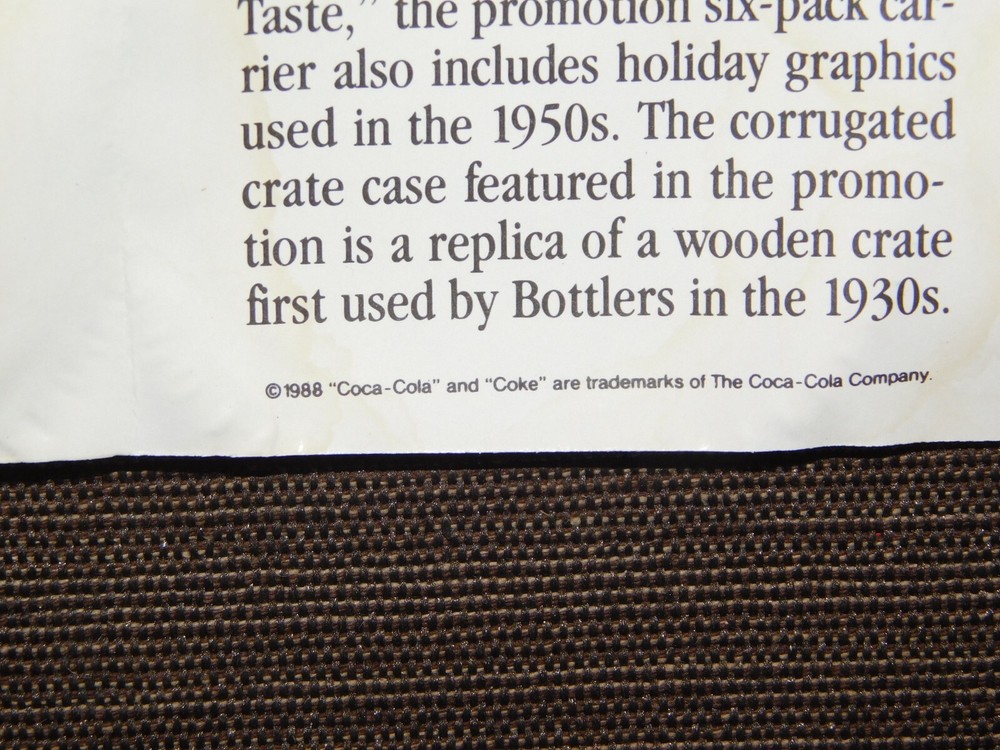 Taste,” the promotion six-pack car-
rier also includes holiday graphics
used in the 1950s. The corrugated
crate case featured in the promo-
tion is a replica of a wooden crate
first used by Bottlers in the 1930s.
©1988 “Coca-Cola” and “Coke” are trademarks of The Coca-Cola Company.